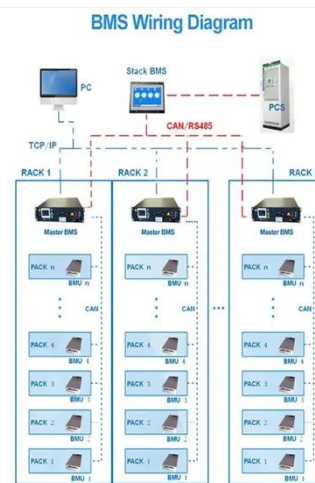 BMS Wiring Diagram
PC
Stack BMS
PCS
CAN/RS485
TCP/IP
RACK 1
RACK 2
RACK
Master BMS
Master BMS
Master BMS
PACK n
BMU n
PACK n
BMU n
PACK n
BMU n
CAN
CAN
PACK 4
BMU 4
PACK 4
BMU 4
PACK 4
BMU 4
PACK 3
BMU 3
PACK 3
BMU 3
PACK 3
BMU 3
PACK 2
BMU 2
PACK 2
BMU 2
PACK 2
BMU 2
PACK 1
BMU 1
PACK 1
BMU 1
PACK 1
BMU 1